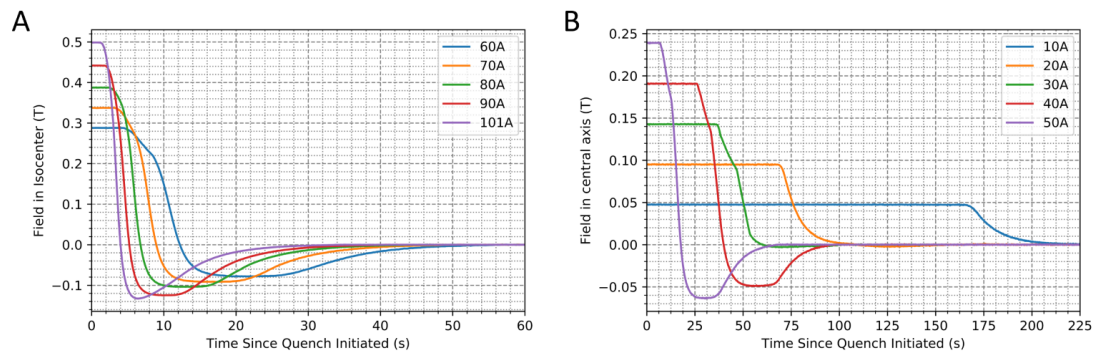 A
0.5
0.4
0.3
0.2
0.1
0.0
−0.1
Field in Isocenter (T)
60A
70A
80A
90A
101A
0 10 20 30 40 50 60
Time Since Quench Initiated (s)
B
0.25
0.20
0.15
0.10
0.05
0.00
−0.05
Field in central axis (T)
10A
20A
30A
40A
50A
0 25 50 75 100 125 150 175 200 225
Time Since Quench Initiated (s)